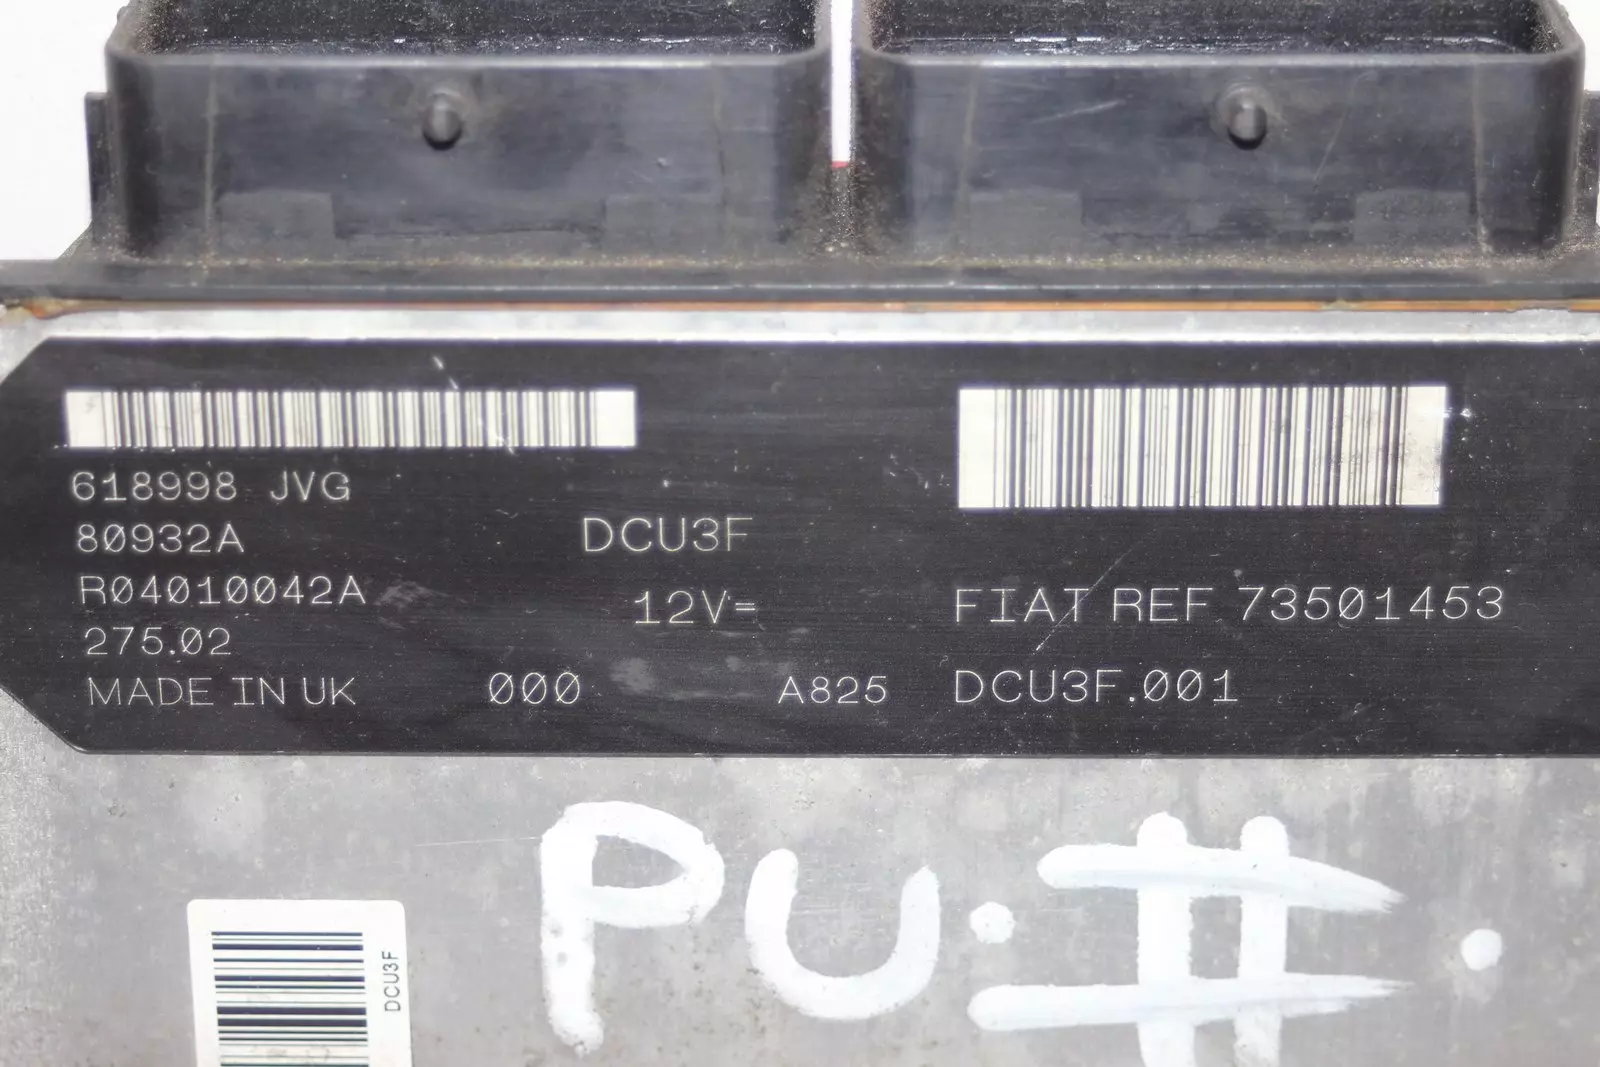 618998 JVG
80932A
DCU3F
R04010042A
12V=
FIAT REF 73501453
275.02
MADE IN UK 000 A825 DCU3F.001
PU.#.
DCU3F